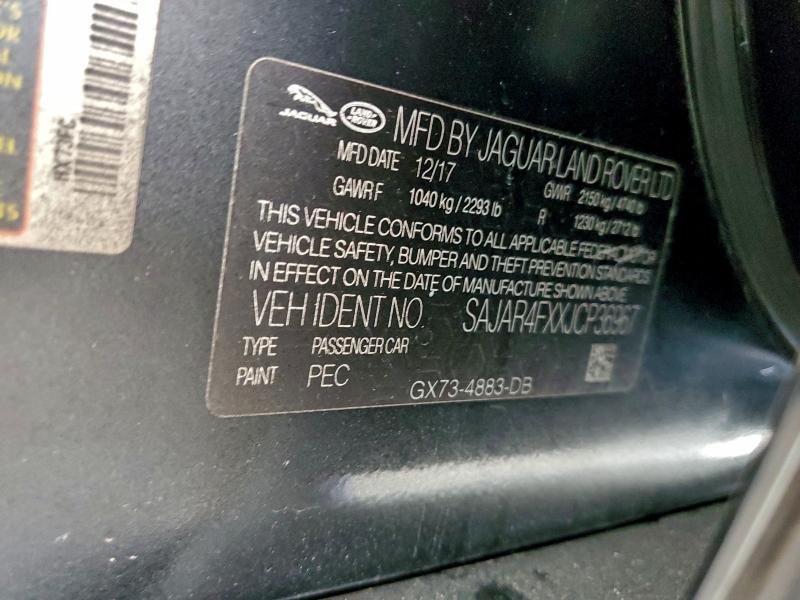 JAGUAR
LAND ROVER
MFD BY JAGUAR LAND ROVER LTD
MFD DATE 12/17 GVWR 2150 kg / 4740 lb
GAWR F 1040 kg / 2293 lb R 1230 kg / 2712 lb
THIS VEHICLE CONFORMS TO ALL APPLICABLE FEDERAL MOTOR
VEHICLE SAFETY, BUMPER AND THEFT PREVENTION STANDARDS
IN EFFECT ON THE DATE OF MANUFACTURE SHOWN ABOVE.
VEH IDENT NO. SAJAR4FXXJCP36967
TYPE PASSENGER CAR
PAINT PEC
GX73-4883-DB